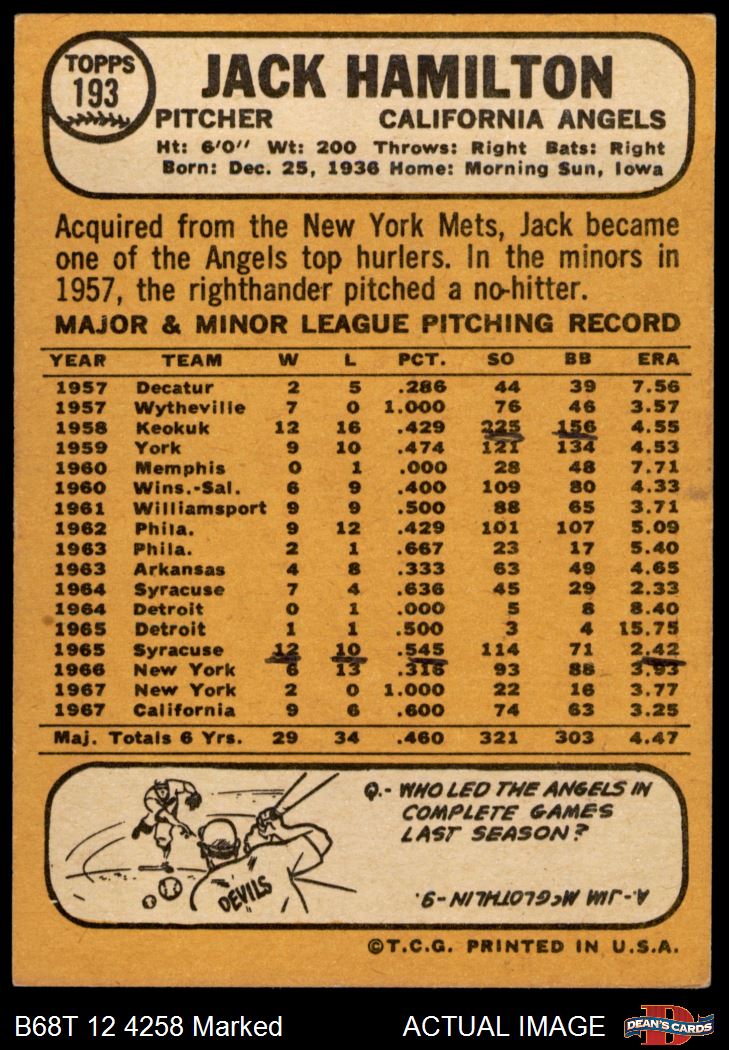 TOPPS
193
JACK HAMILTON
PITCHER CALIFORNIA ANGELS
Ht: 6'0" Wt: 200 Throws: Right Bats: Right
Born: Dec. 25, 1936 Home: Morning Sun, Iowa
Acquired from the New York Mets, Jack became
one of the Angels top hurlers. In the minors in
1957, the righthander pitched a no-hitter.
MAJOR & MINOR LEAGUE PITCHING RECORD
YEAR TEAM W L PCT. SO BB ERA
1957 Decatur 2 5 .286 44 39 7.56
1957 Wytheville 7 0 1.000 76 46 3.57
1958 Keokuk 12 16 .429 225 156 4.55
1959 York 9 10 .474 121 134 4.53
1960 Memphis 0 1 .000 28 48 7.71
1960 Wins.-Sal. 6 9 .400 109 80 4.33
1961 Williamsport 9 9 .500 88 65 3.71
1962 Phila. 9 12 .429 101 107 5.09
1963 Phila. 2 1 .667 23 17 5.40
1963 Arkansas 4 8 .333 63 49 4.65
1964 Syracuse 7 4 .636 45 29 2.33
1964 Detroit 0 1 .000 5 8 8.40
1965 Detroit 1 1 .500 3 4 15.75
1965 Syracuse 12 10 .545 114 71 2.42
1966 New York 6 13 .316 93 88 3.93
1967 New York 2 0 1.000 22 16 3.77
1967 California 9 6 .600 74 63 3.25
Maj. Totals 6 Yrs. 29 34 .460 321 303 4.47
Q.- WHO LED THE ANGELS IN
COMPLETE GAMES
LAST SEASON?
DEVILS
A.- JIM McGLOTHLIN - 9.
©T.C.G. PRINTED IN U.S.A.
B68T 12 4258 Marked ACTUAL IMAGE
DEAN'S CARDS